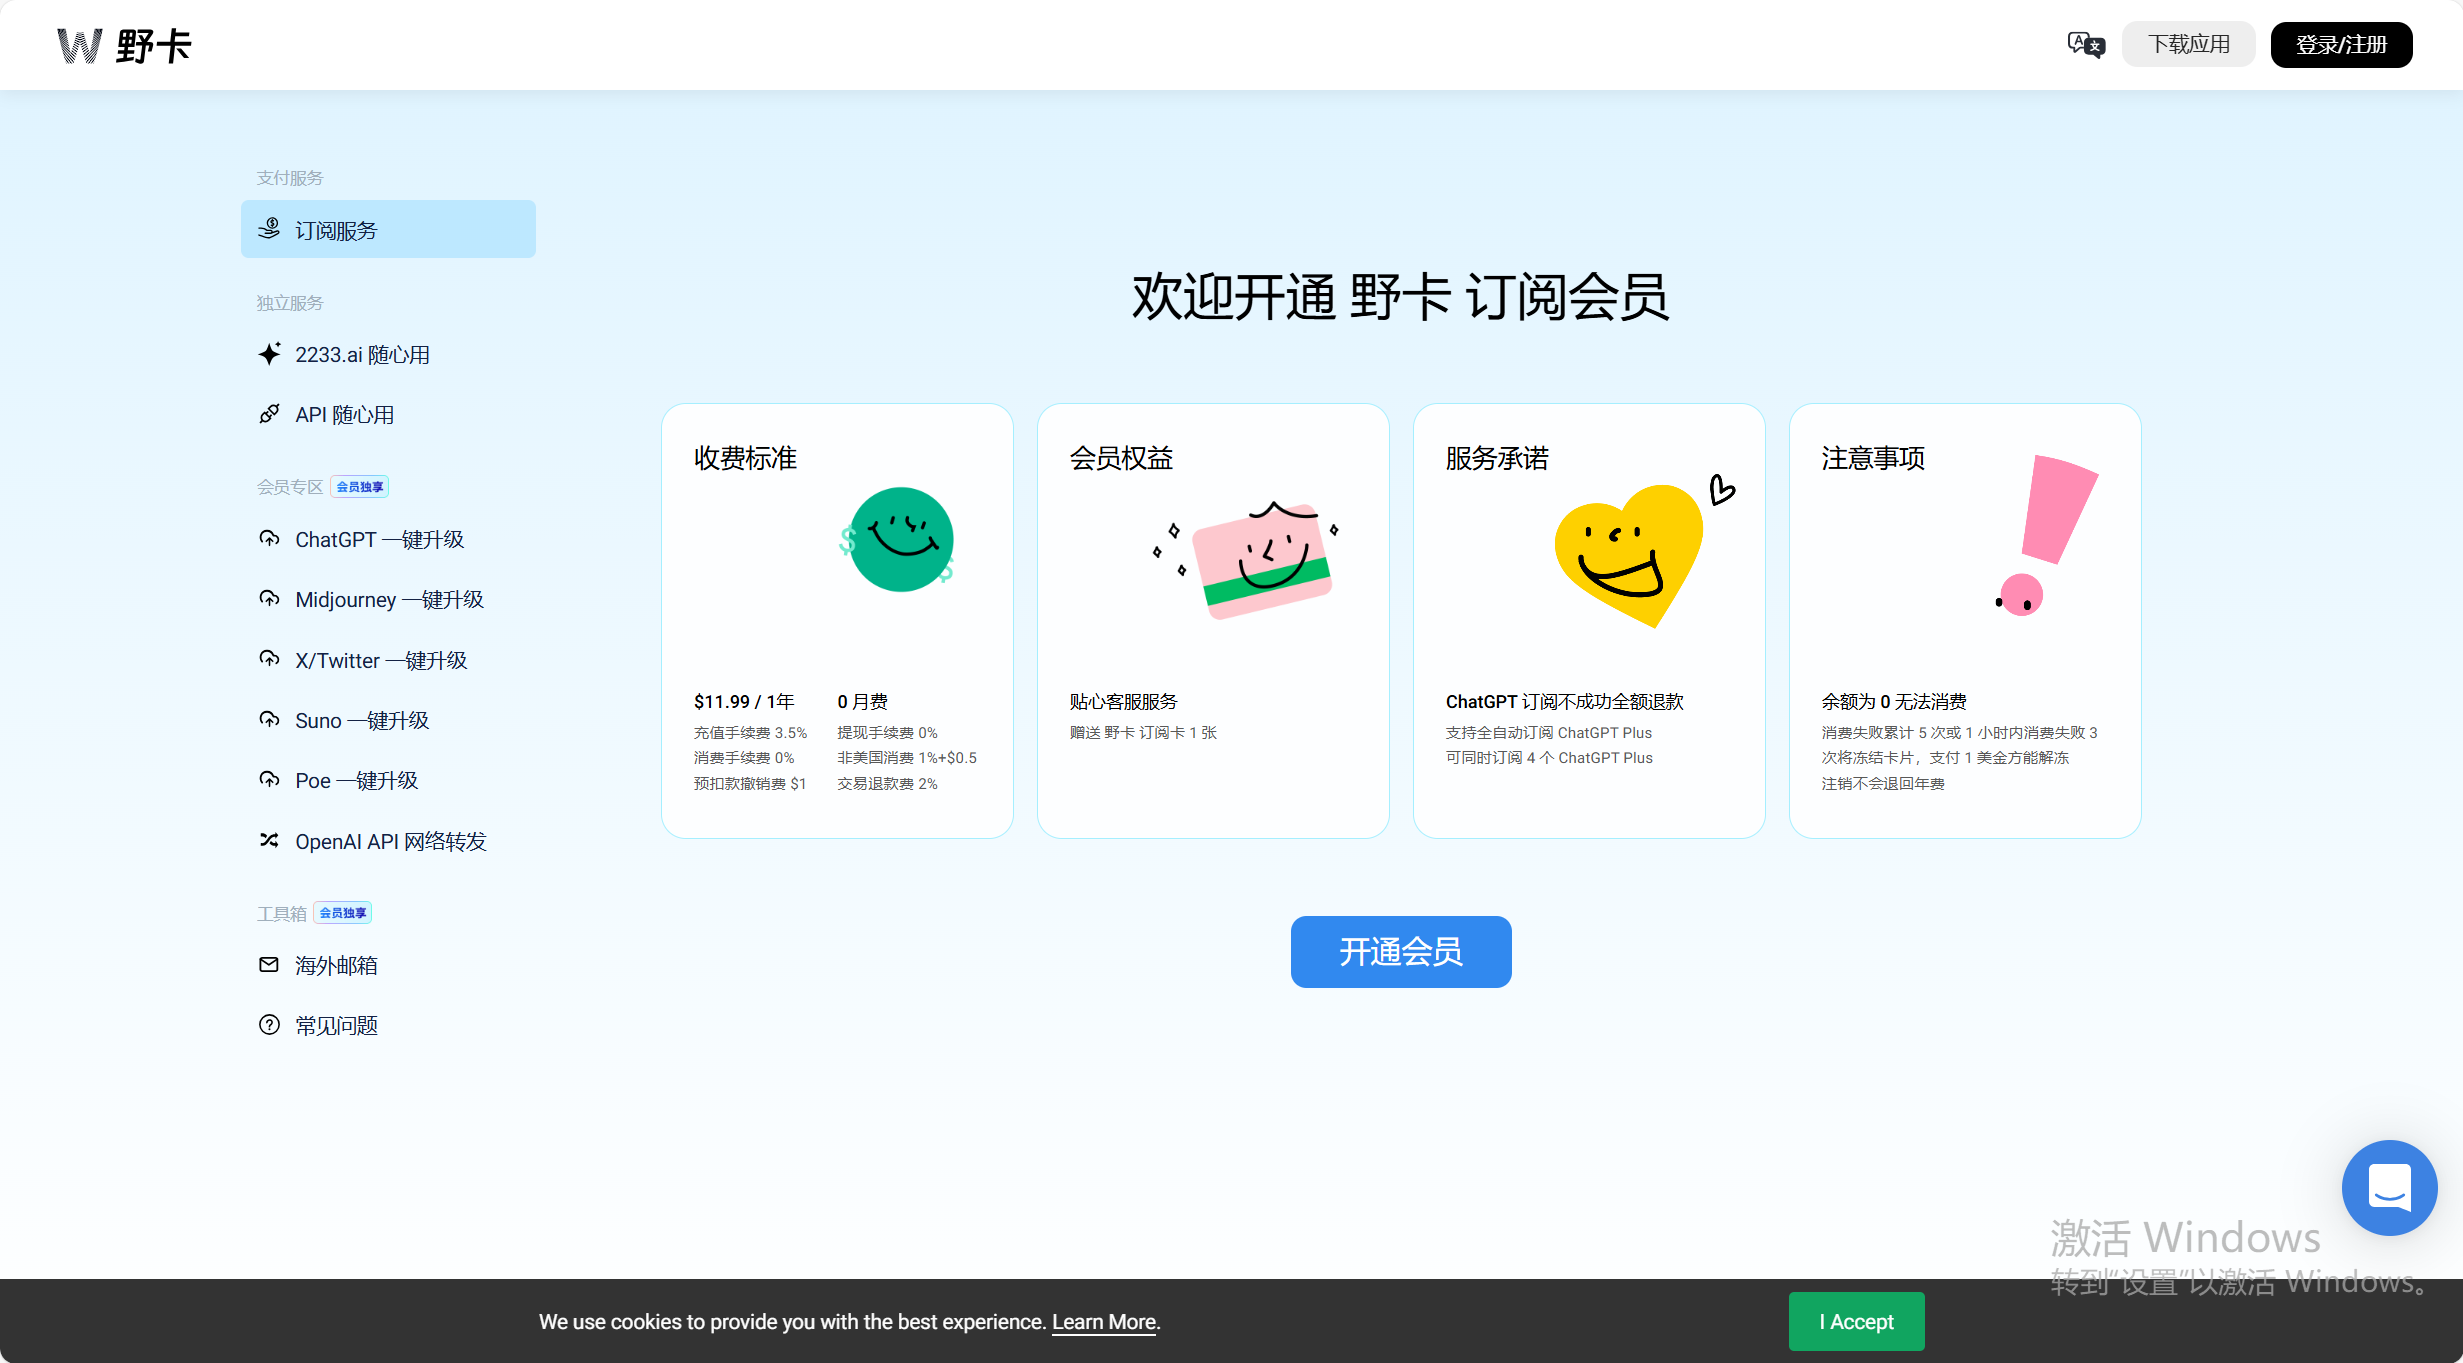 野卡
下载应用
登录/注册
支付服务
订阅服务
独立服务
2233.ai 随心用
API 随心用
会员专区 会员独享
ChatGPT 一键升级
Midjourney 一键升级
X/Twitter 一键升级
Suno 一键升级
Poe 一键升级
OpenAI API 网络转发
工具箱 会员独享
海外邮箱
常见问题
欢迎开通 野卡 订阅会员
收费标准
$11.99 / 1年
充值手续费 3.5%
消费手续费 0%
预扣款撤销费 $1
0 月费
提现手续费 0%
非美国消费 1%+$0.5
交易退款费 2%
会员权益
贴心客服服务
赠送 野卡 订阅卡 1 张
服务承诺
ChatGPT 订阅不成功全额退款
支持全自动订阅 ChatGPT Plus
可同时订阅 4 个 ChatGPT Plus
注意事项
余额为 0 无法消费
消费失败累计 5 次或 1 小时内消费失败 3
次将冻结卡片，支付 1 美金方能解冻
注销不会退回年费
开通会员
激活 Windows
转到"设置"以激活 Windows。
We use cookies to provide you with the best experience. Learn More.
I Accept